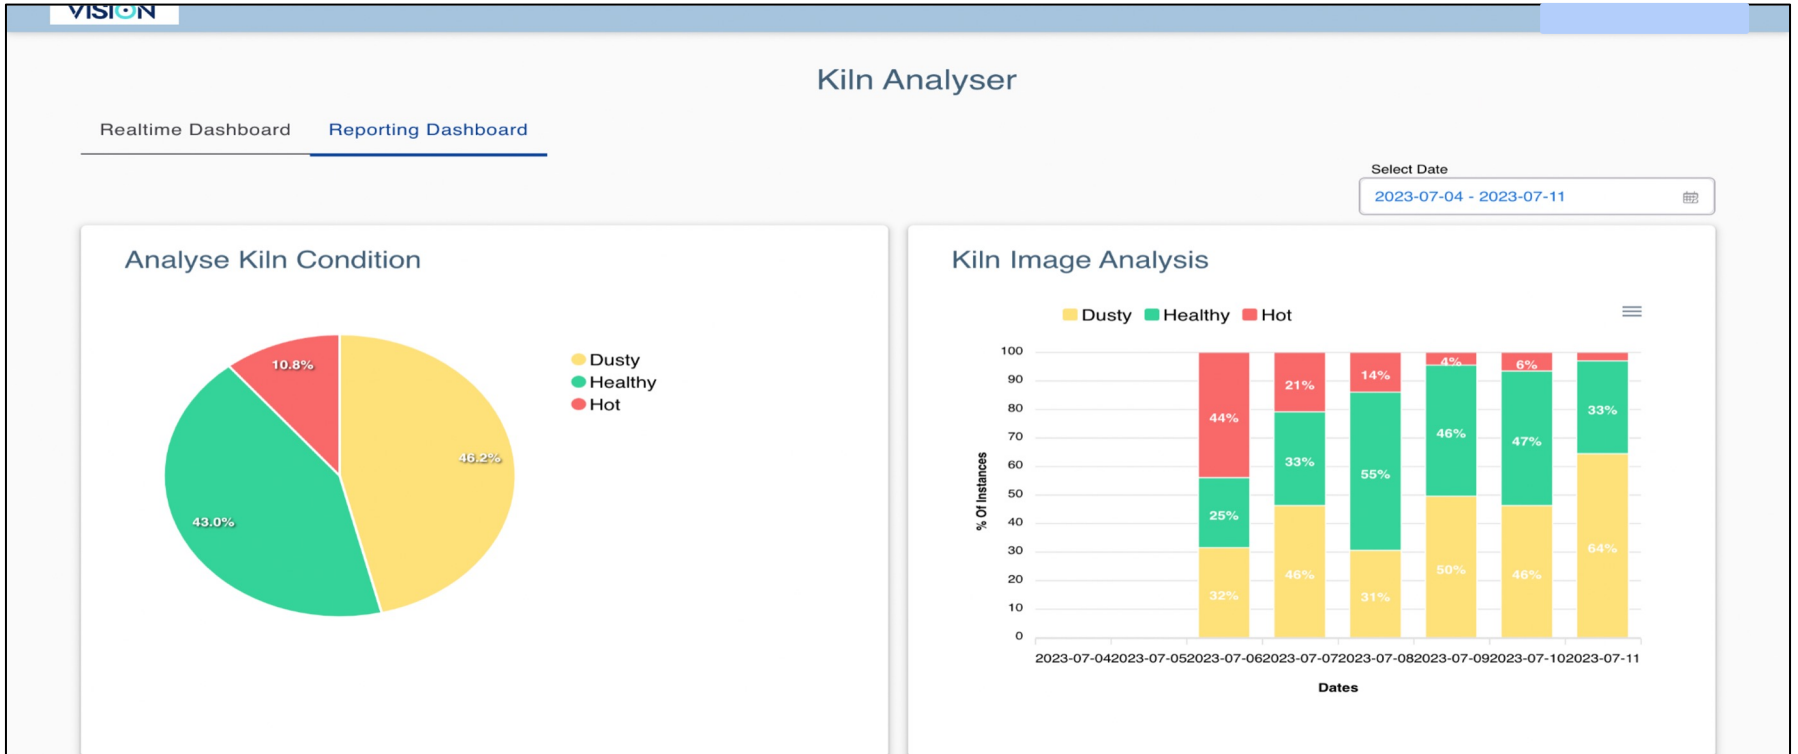 VISION
Kiln Analyser
Realtime Dashboard Reporting Dashboard
Select Date
2023-07-04 - 2023-07-11
Analyse Kiln Condition
10.8%
46.2%
43.0%
Dusty
Healthy
Hot
Kiln Image Analysis
Dusty Healthy Hot
100
90
80
70
60
50
40
30
20
10
0
% Of Instances
44%
25%
32%
21%
33%
46%
14%
55%
31%
4%
46%
50%
6%
47%
46%
33%
64%
2023-07-04 2023-07-05 2023-07-06 2023-07-07 2023-07-08 2023-07-09 2023-07-10 2023-07-11
Dates